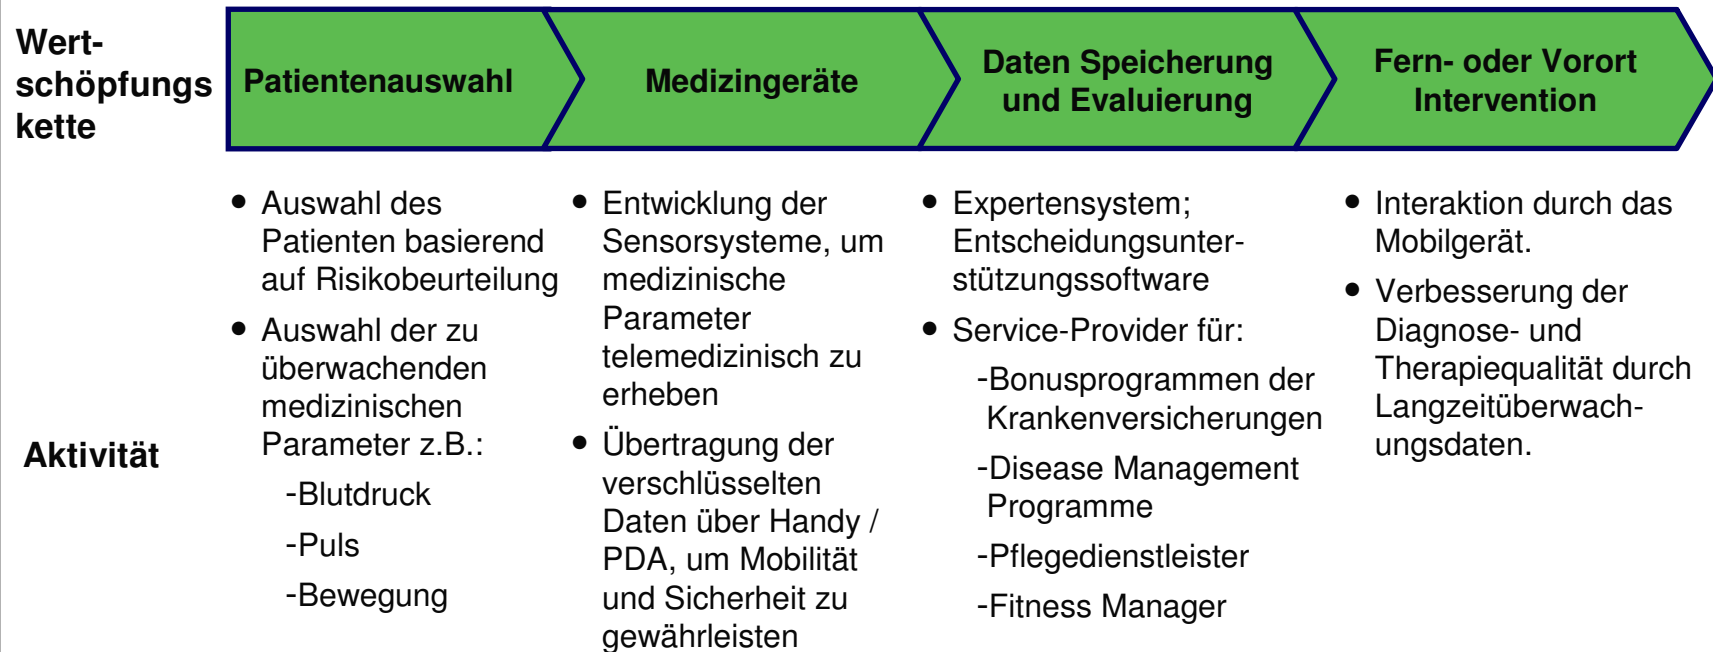 Wert-
schöpfungs
kette
Patientenauswahl
Medizingeräte
Daten Speicherung
und Evaluierung
Fern- oder Vorort
Intervention
Aktivität
• Auswahl des
Patienten basierend
auf Risikobeurteilung
• Auswahl der zu
überwachenden
medizinischen
Parameter z.B.:
-Blutdruck
-Puls
-Bewegung
• Entwicklung der
Sensorsysteme, um
medizinische
Parameter
telemedizinisch zu
erheben
• Übertragung der
verschlüsselten
Daten über Handy /
PDA, um Mobilität
und Sicherheit zu
gewährleisten
• Expertensystem;
Entscheidungsunter-
stützungssoftware
• Service-Provider für:
-Bonusprogrammen der
Krankenversicherungen
-Disease Management
Programme
-Pflegedienstleister
-Fitness Manager
• Interaktion durch das
Mobilgerät.
• Verbesserung der
Diagnose- und
Therapiequalität durch
Langzeitüberwach-
ungsdaten.